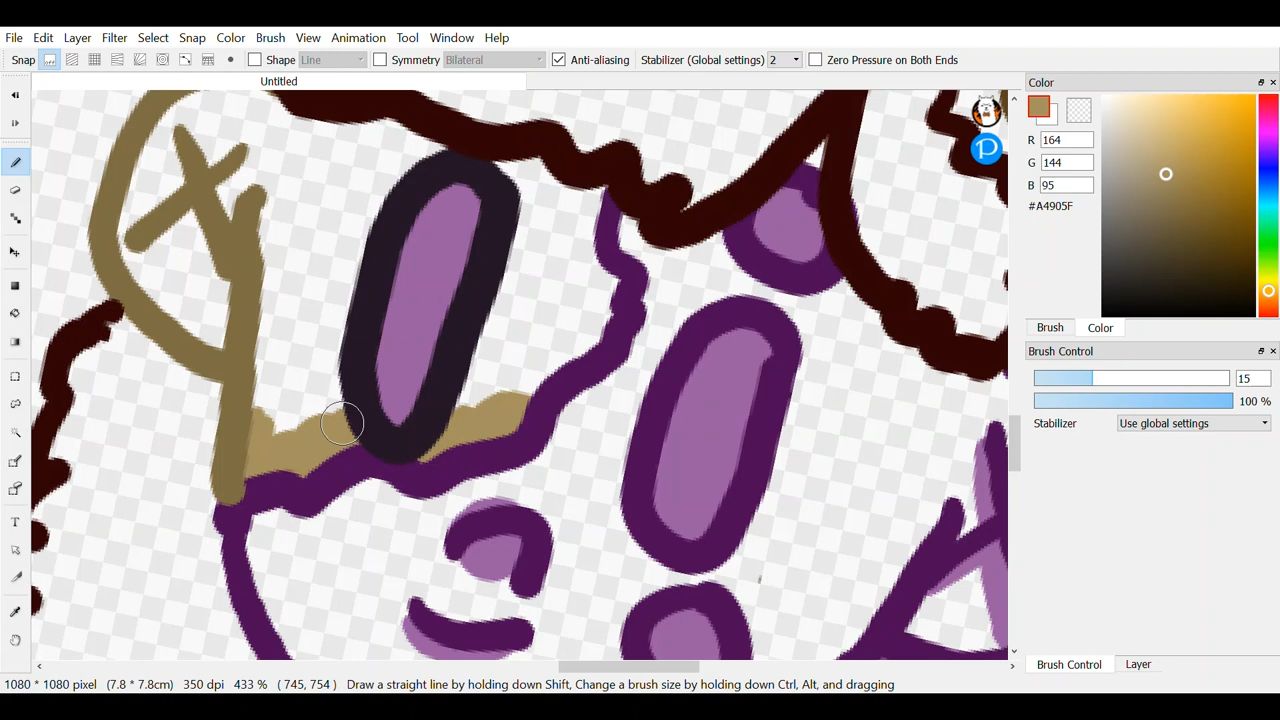 File Edit Layer Filter Select Snap Color Brush View Animation Tool Window Help
Snap Shape Line Symmetry Bilateral Anti-aliasing Stabilizer (Global settings) 2 Zero Pressure on Both Ends
Untitled
Color
R 164
G 144
B 95
#A4905F
Brush Color
Brush Control
15
100 %
Stabilizer Use global settings
Brush Control Layer
1080 * 1080 pixel (7.8 * 7.8cm) 350 dpi 433 % ( 745, 754 ) Draw a straight line by holding down Shift, Change a brush size by holding down Ctrl, Alt, and dragging